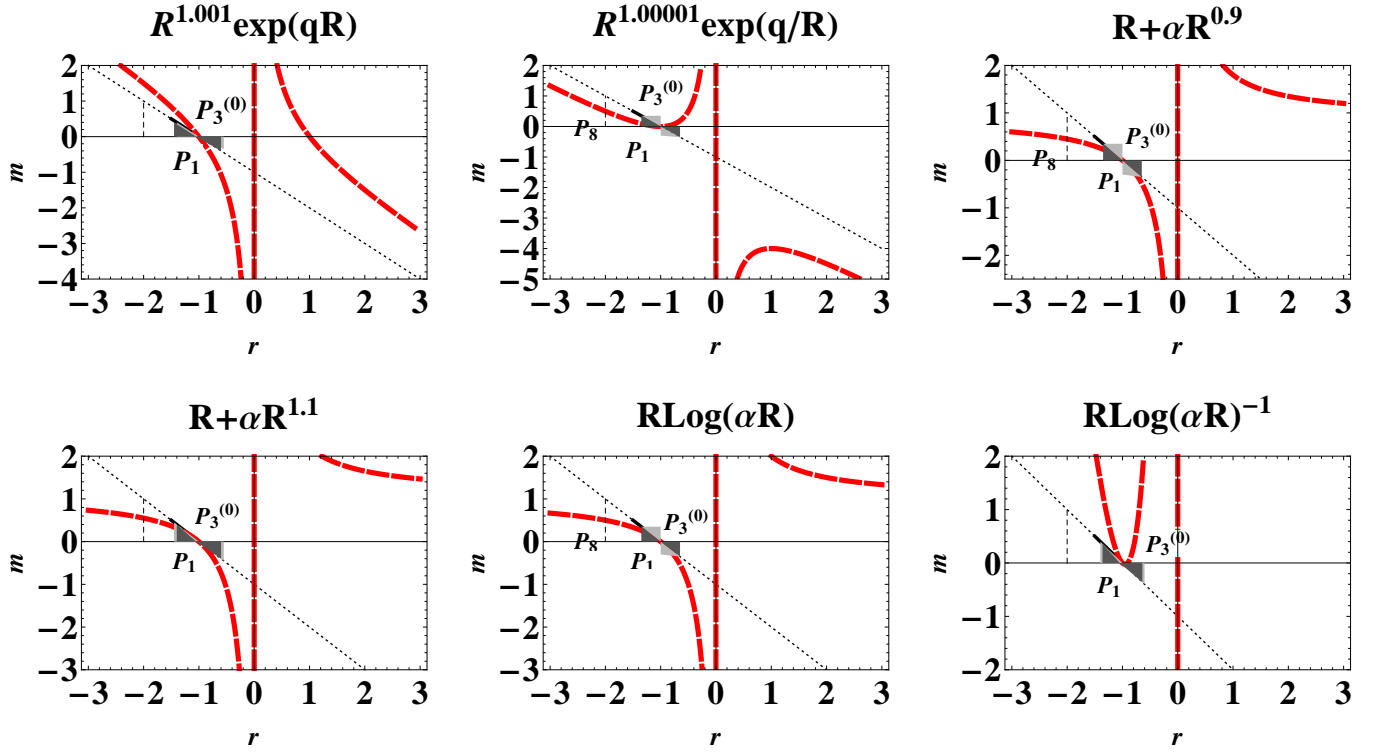 R^1.001 exp(qR)
2
1
0
−1
−2
−3
−4
m
P3^(0)
P1
−3 −2 −1 0 1 2 3
r
R^1.00001 exp(q/R)
2
1
0
−1
−2
−3
−4
−5
m
P3^(0)
P8
P1
−3 −2 −1 0 1 2 3
r
R+αR^0.9
2
1
0
−1
−2
m
P3^(0)
P8
P1
−3 −2 −1 0 1 2 3
r
R+αR^1.1
2
1
0
−1
−2
−3
m
P3^(0)
P1
−3 −2 −1 0 1 2 3
r
RLog(αR)
2
1
0
−1
−2
−3
m
P3^(0)
P8
P1
−3 −2 −1 0 1 2 3
r
RLog(αR)^−1
2
1
0
−1
−2
m
P3^(0)
P1
−3 −2 −1 0 1 2 3
r